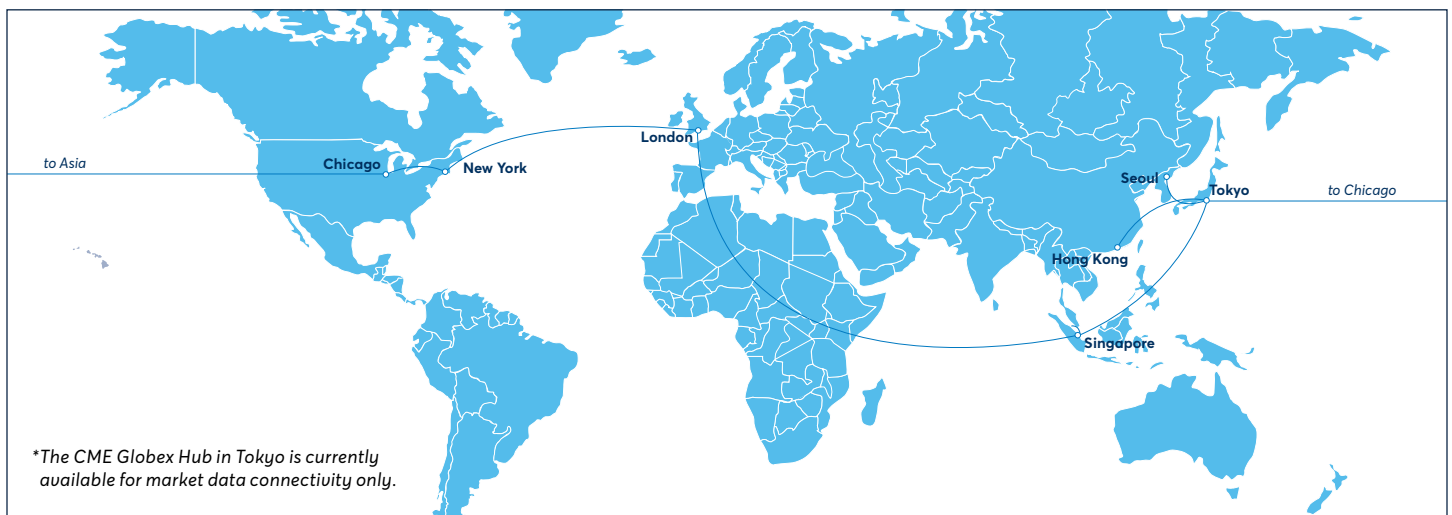 London
to Asia
Chicago
New York
Seoul
Tokyo
to Chicago
Hong Kong
Singapore
*The CME Globex Hub in Tokyo is currently
available for market data connectivity only.